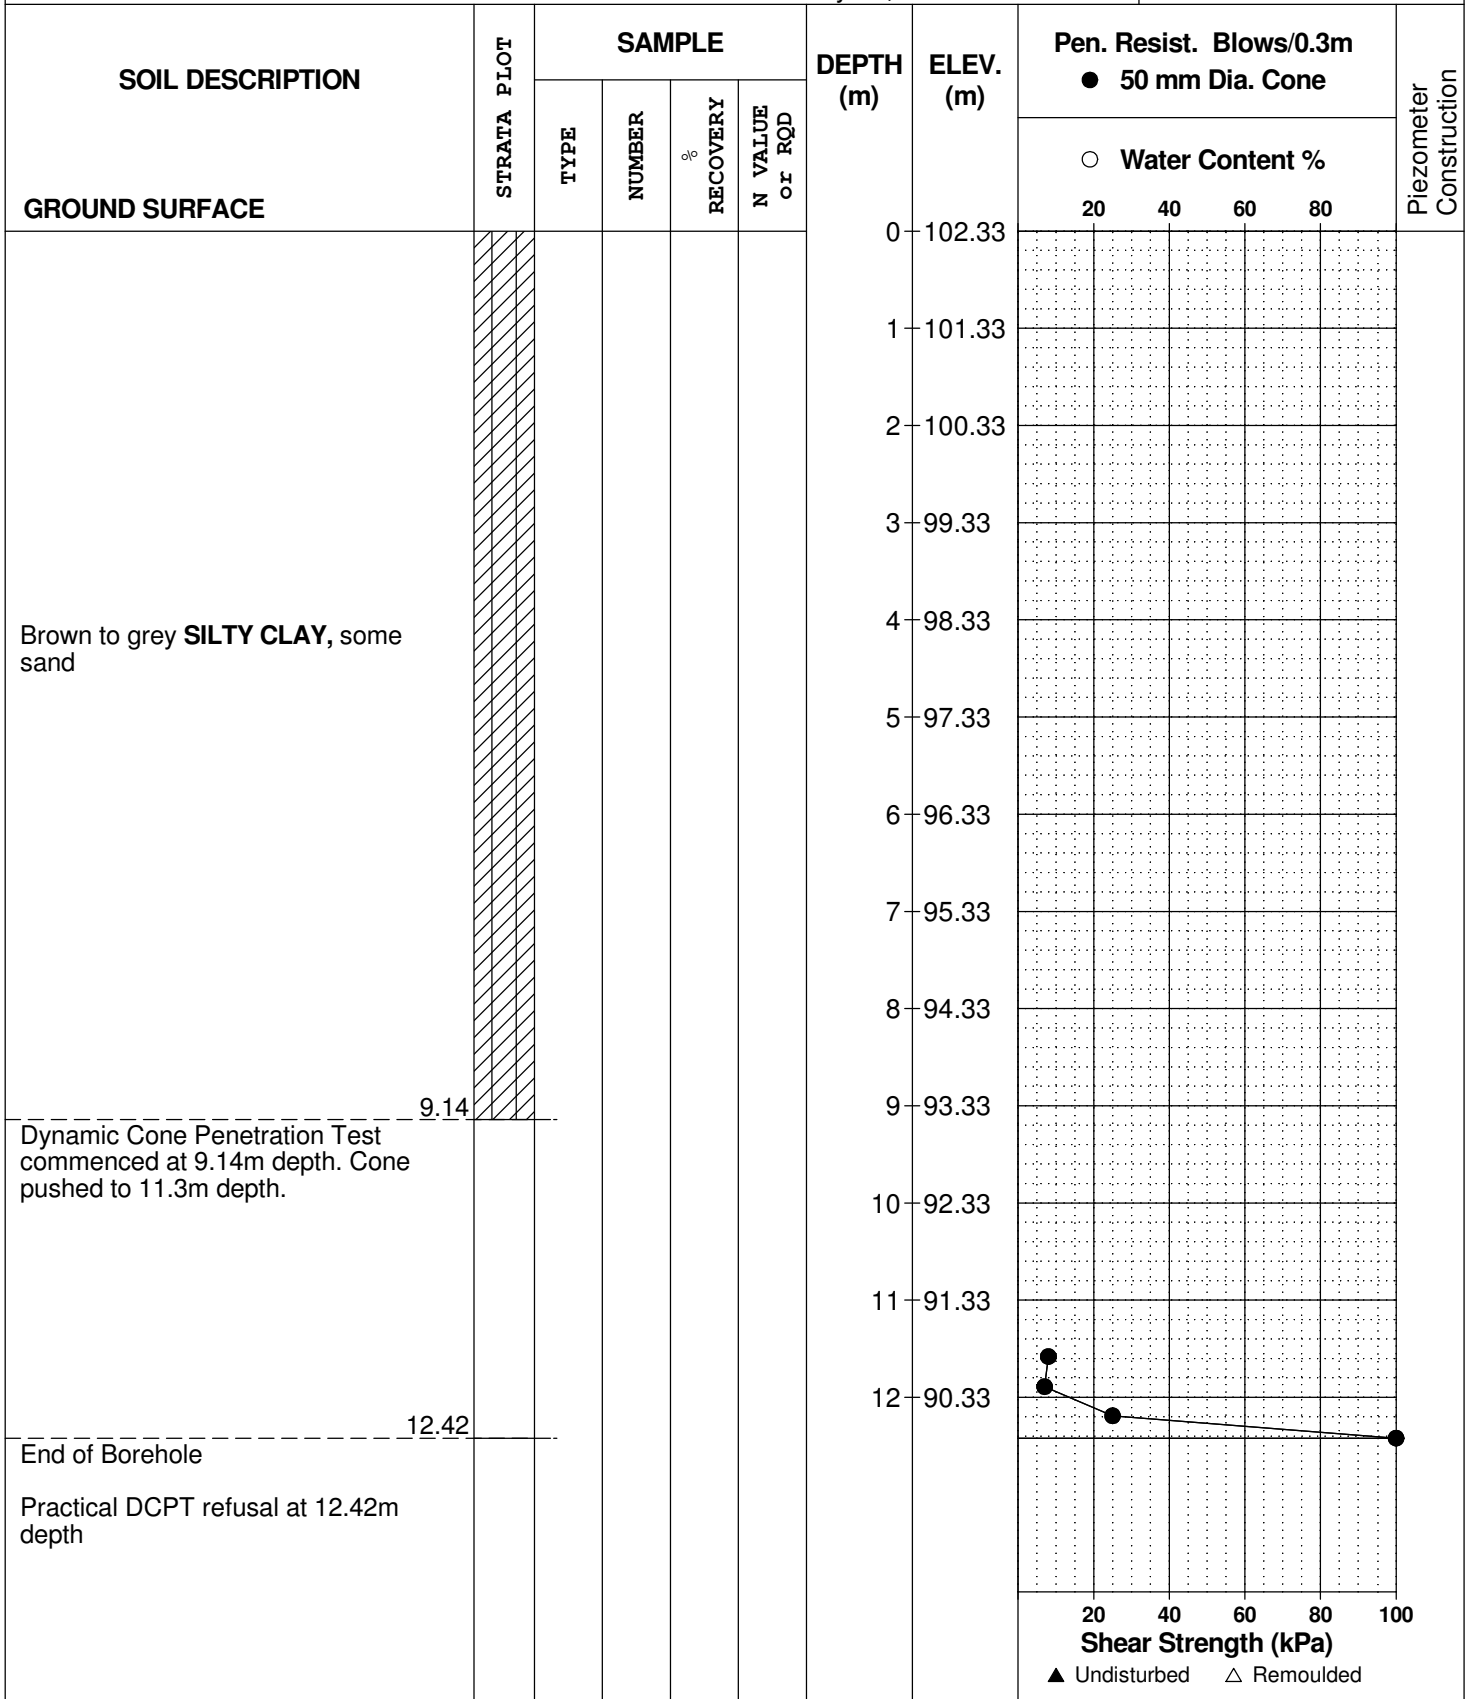 SOIL DESCRIPTION
GROUND SURFACE
STRATA PLOT
SAMPLE
TYPE
NUMBER
%
RECOVERY
N VALUE
or RQD
DEPTH
(m)
ELEV.
(m)
Pen. Resist. Blows/0.3m
● 50 mm Dia. Cone
○ Water Content %
20 40 60 80
Piezometer
Construction
0 102.33
1 101.33
2 100.33
3 99.33
4 98.33
Brown to grey SILTY CLAY, some
sand
5 97.33
6 96.33
7 95.33
8 94.33
9 93.33
9.14
Dynamic Cone Penetration Test
commenced at 9.14m depth. Cone
pushed to 11.3m depth.
10 92.33
11 91.33
12 90.33
12.42
End of Borehole
Practical DCPT refusal at 12.42m
depth
20 40 60 80 100
Shear Strength (kPa)
▲ Undisturbed △ Remoulded